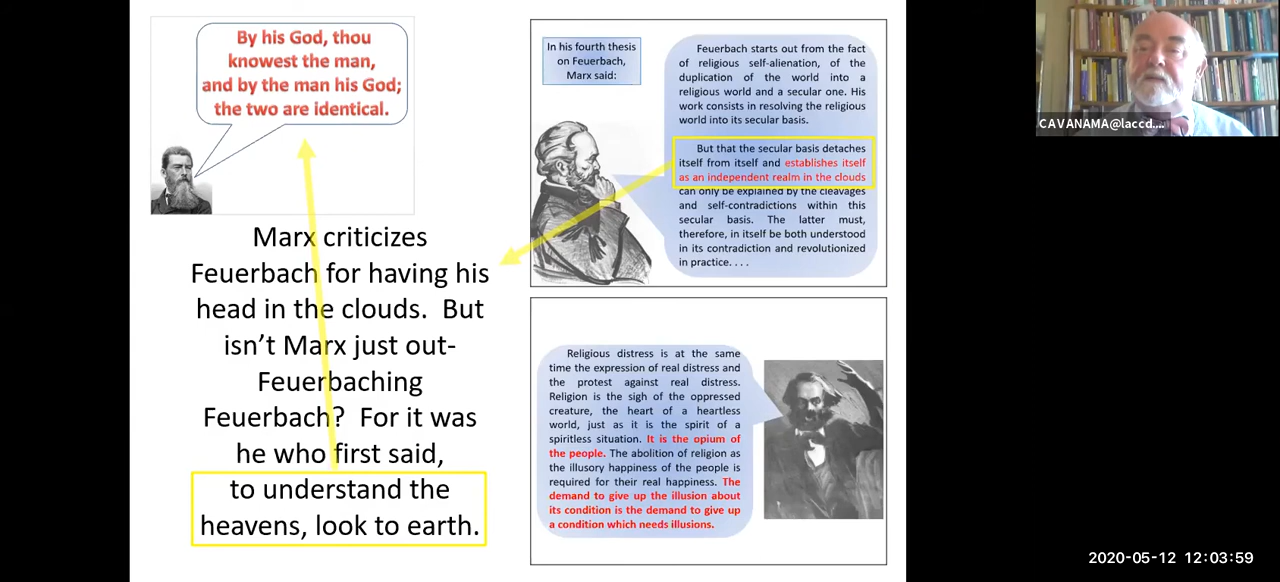 By his God, thou
knowest the man,
and by the man his God;
the two are identical.
Marx criticizes
Feuerbach for having his
head in the clouds.  But
isn't Marx just out-
Feuerbaching
Feuerbach?  For it was
he who first said,
to understand the
heavens, look to earth.
In his fourth thesis
on Feuerbach,
Marx said:
Feuerbach starts out from the fact
of religious self-alienation, of the
duplication of the world into a
religious world and a secular one. His
work consists in resolving the religious
world into its secular basis.
But that the secular basis detaches
itself from itself and establishes itself
as an independent realm in the clouds
can only be explained by the cleavages
and self-contradictions within this
secular basis. The latter must,
therefore, in itself be both understood
in its contradiction and revolutionized
in practice. . . .
Religious distress is at the same
time the expression of real distress and
the protest against real distress.
Religion is the sigh of the oppressed
creature, the heart of a heartless
world, just as it is the spirit of a
spiritless situation. It is the opium of
the people. The abolition of religion as
the illusory happiness of the people is
required for their real happiness. The
demand to give up the illusion about
its condition is the demand to give up
a condition which needs illusions.
CAVANAMA@laccd....
2020-05-12 12:03:59